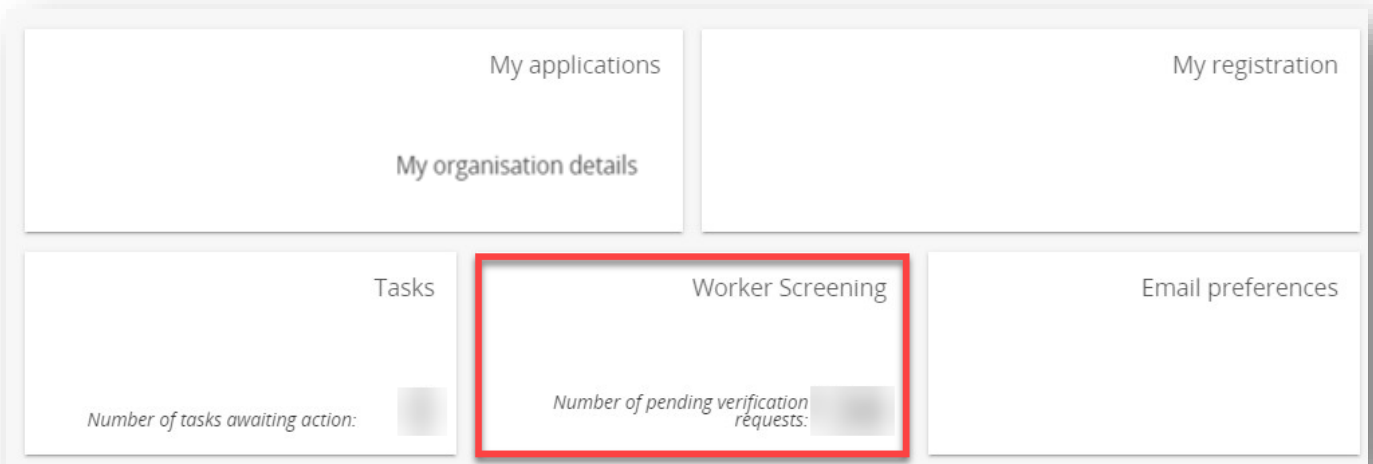 My applications
My registration
My organisation details
Tasks
Worker Screening
Email preferences
Number of tasks awaiting action:
Number of pending verification
requests: